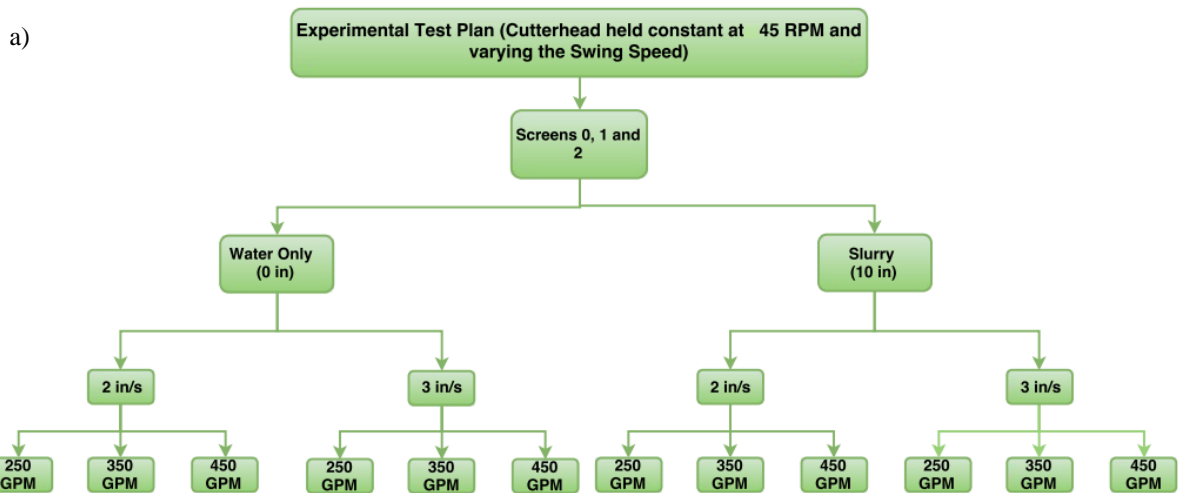 a)
Experimental Test Plan (Cutterhead held constant at 45 RPM and
varying the Swing Speed)
Screens 0, 1 and
2
Water Only
(0 in)
Slurry
(10 in)
2 in/s
3 in/s
2 in/s
3 in/s
250
GPM
350
GPM
450
GPM
250
GPM
350
GPM
450
GPM
250
GPM
350
GPM
450
GPM
250
GPM
350
GPM
450
GPM